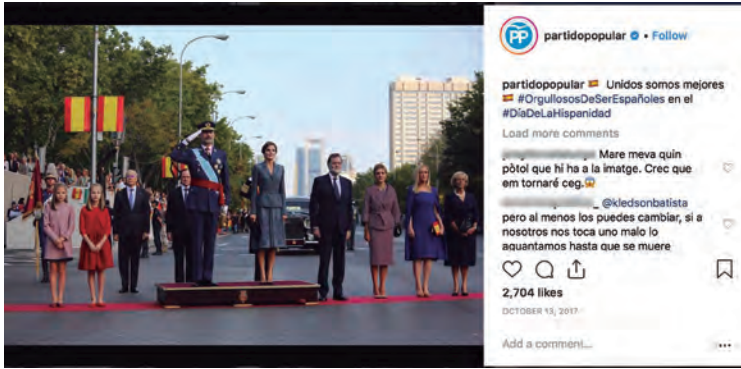 PP
partidopopular • Follow
partidopopular 🇪🇸 Unidos somos mejores
🇪🇸 #OrgullososDeSerEspañoles en el
#DíaDeLaHispanidad
Load more comments
Mare meva quin
pòtol que hi ha a la imatge. Crec que
em tornaré ceg.😱
@kledsonbatista
pero al menos los puedes cambiar, si a
nosotros nos toca uno malo lo
aguantamos hasta que se muere
2,704 likes
OCTOBER 13, 2017
Add a comment...